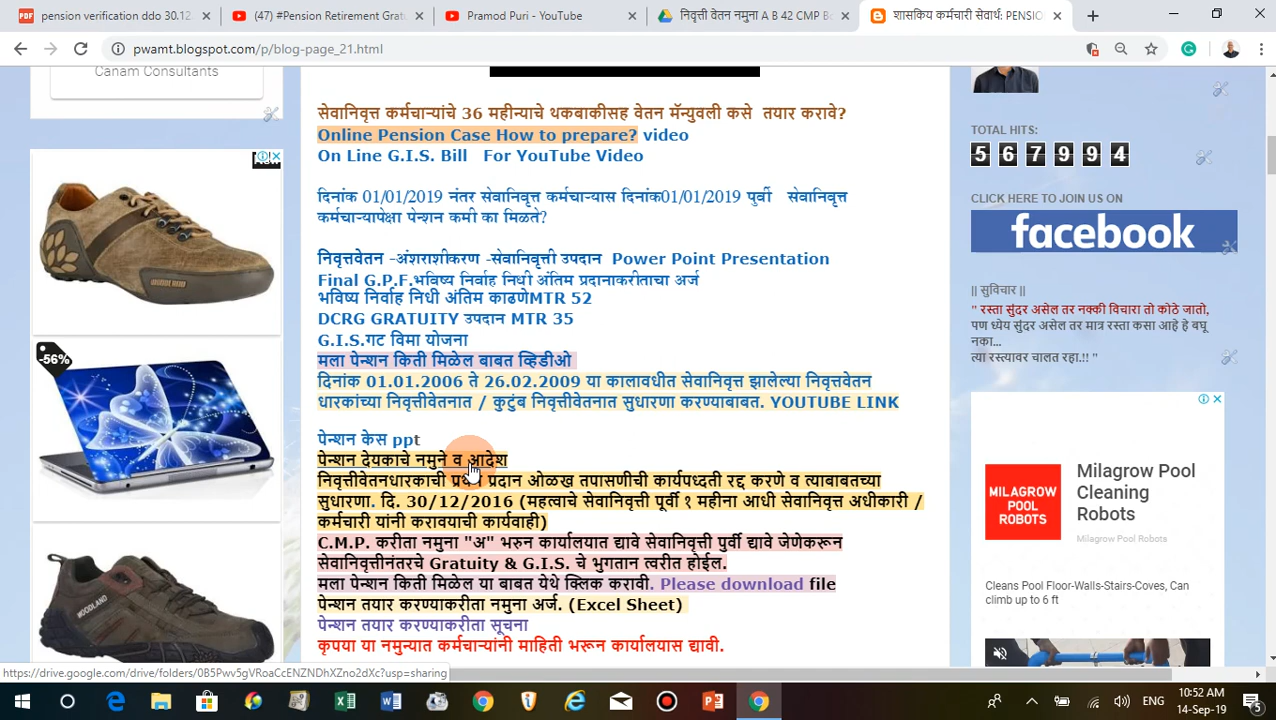 pension verification ddo 30.12.
(47) #Pension Retirement Gratu
Pramod Puri - YouTube
निवृत्ती वेतन नमुना A B 42 CMP Bo
शासकिय कर्मचारी सेवार्थ: PENSIO
pwamt.blogspot.com/p/blog-page_21.html
Canam Consultants
सेवानिवृत्त कर्मचाऱ्यांचे 36 महीन्याचे थकबाकीसह वेतन मॅन्युवली कसे तयार करावे?
Online Pension Case How to prepare? video
On Line G.I.S. Bill For YouTube Video
दिनांक 01/01/2019 नंतर सेवानिवृत्त कर्मचाऱ्यास दिनांक01/01/2019 पुर्वी सेवानिवृत्त
कर्मचाऱ्यापेक्षा पेन्शन कमी का मिळते?
निवृत्तवेतन -अंशराशीकरण -सेवानिवृत्ती उपदान Power Point Presentation
Final G.P.F.भविष्य निर्वाह निधी अंतिम प्रदानाकरीताचा अर्ज
भविष्य निर्वाह निधी अंतिम काढणेMTR 52
DCRG GRATUITY उपदान MTR 35
G.I.S.गट विमा योजना
मला पेन्शन किती मिळेल बाबत व्हिडीओ
दिनांक 01.01.2006 ते 26.02.2009 या कालावधीत सेवानिवृत्त झालेल्या निवृत्तवेतन
धारकांच्या निवृत्तीवेतनात / कुटुंब निवृत्तीवेतनात सुधारणा करण्याबाबत. YOUTUBE LINK
पेन्शन केस ppt
पेन्शन देयकाचे नमुने व आदेश
निवृत्तीवेतनधारकाची प्रथम प्रदान ओळख तपासणीची कार्यपध्दती रद्द करणे व त्याबाबतच्या
सुधारणा. दि. 30/12/2016 (महत्वाचे सेवानिवृत्ती पूर्वी १ महीना आधी सेवानिवृत्त अधीकारी /
कर्मचारी यांनी करावयाची कार्यवाही)
C.M.P. करीता नमुना "अ" भरुन कार्यालयात द्यावे सेवानिवृत्ती पुर्वी द्यावे जेणेकरून
सेवानिवृत्तीनंतरचे Gratuity & G.I.S. चे भुगतान त्वरीत होईल.
मला पेन्शन किती मिळेल या बाबत येथे क्लिक करावी. Please download file
पेन्शन तयार करण्याकरीता नमुना अर्ज. (Excel Sheet)
पेन्शन तयार करण्याकरीता सूचना
कृपया या नमुन्यात कर्मचाऱ्यांनी माहिती भरून कार्यालयास द्यावी.
-56%
WOODLAND
TOTAL HITS:
567994
CLICK HERE TO JOIN US ON
facebook
|| सुविचार ||
" रस्ता सुंदर असेल तर नक्की विचारा तो कोठे जातो,
पण ध्येय सुंदर असेल तर मात्र रस्ता कसा आहे हे बघू
नका...
त्या रस्त्यावर चालत रहा.!! "
MILAGROW
POOL
ROBOTS
Milagrow Pool
Cleaning
Robots
Milagrow Pool Robots
Cleans Pool Floor-Walls-Stairs-Coves, Can
climb up to 6 ft
https://drive.google.com/drive/folders/0B5Pwv5gVRoaCcENZNDhXZno2dXc?usp=sharing
ENG
10:52 AM
14-Sep-19
5